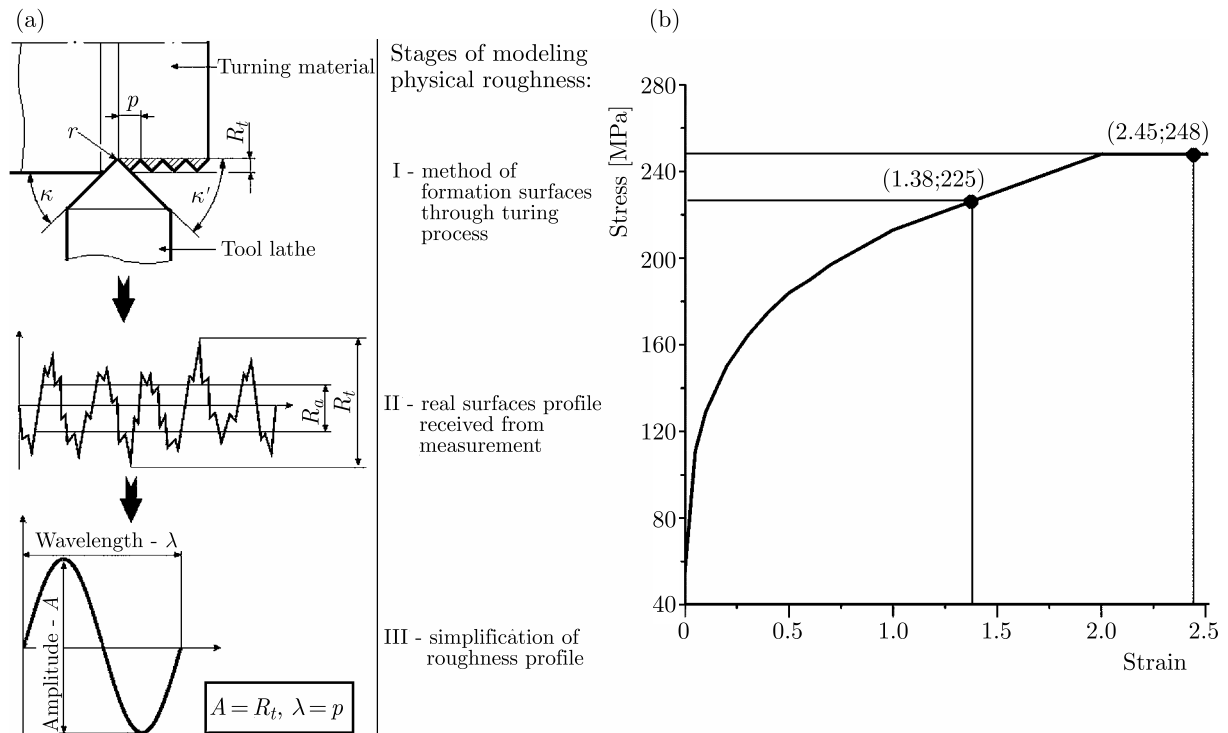 (a)
Turning material
p
r
R_t
κ
κ′
Tool lathe
R_a
R_t
Wavelength - λ
Amplitude - A
A = R_t, λ = p
Stages of modeling
physical roughness:
I - method of
formation surfaces
through turing
process
II - real surfaces profile
received from
measurement
III - simplification of
roughness profile
(b)
Stress [MPa]
280
240
200
160
120
80
40
(2.45;248)
(1.38;225)
0
0.5
1.0
1.5
2.0
2.5
Strain